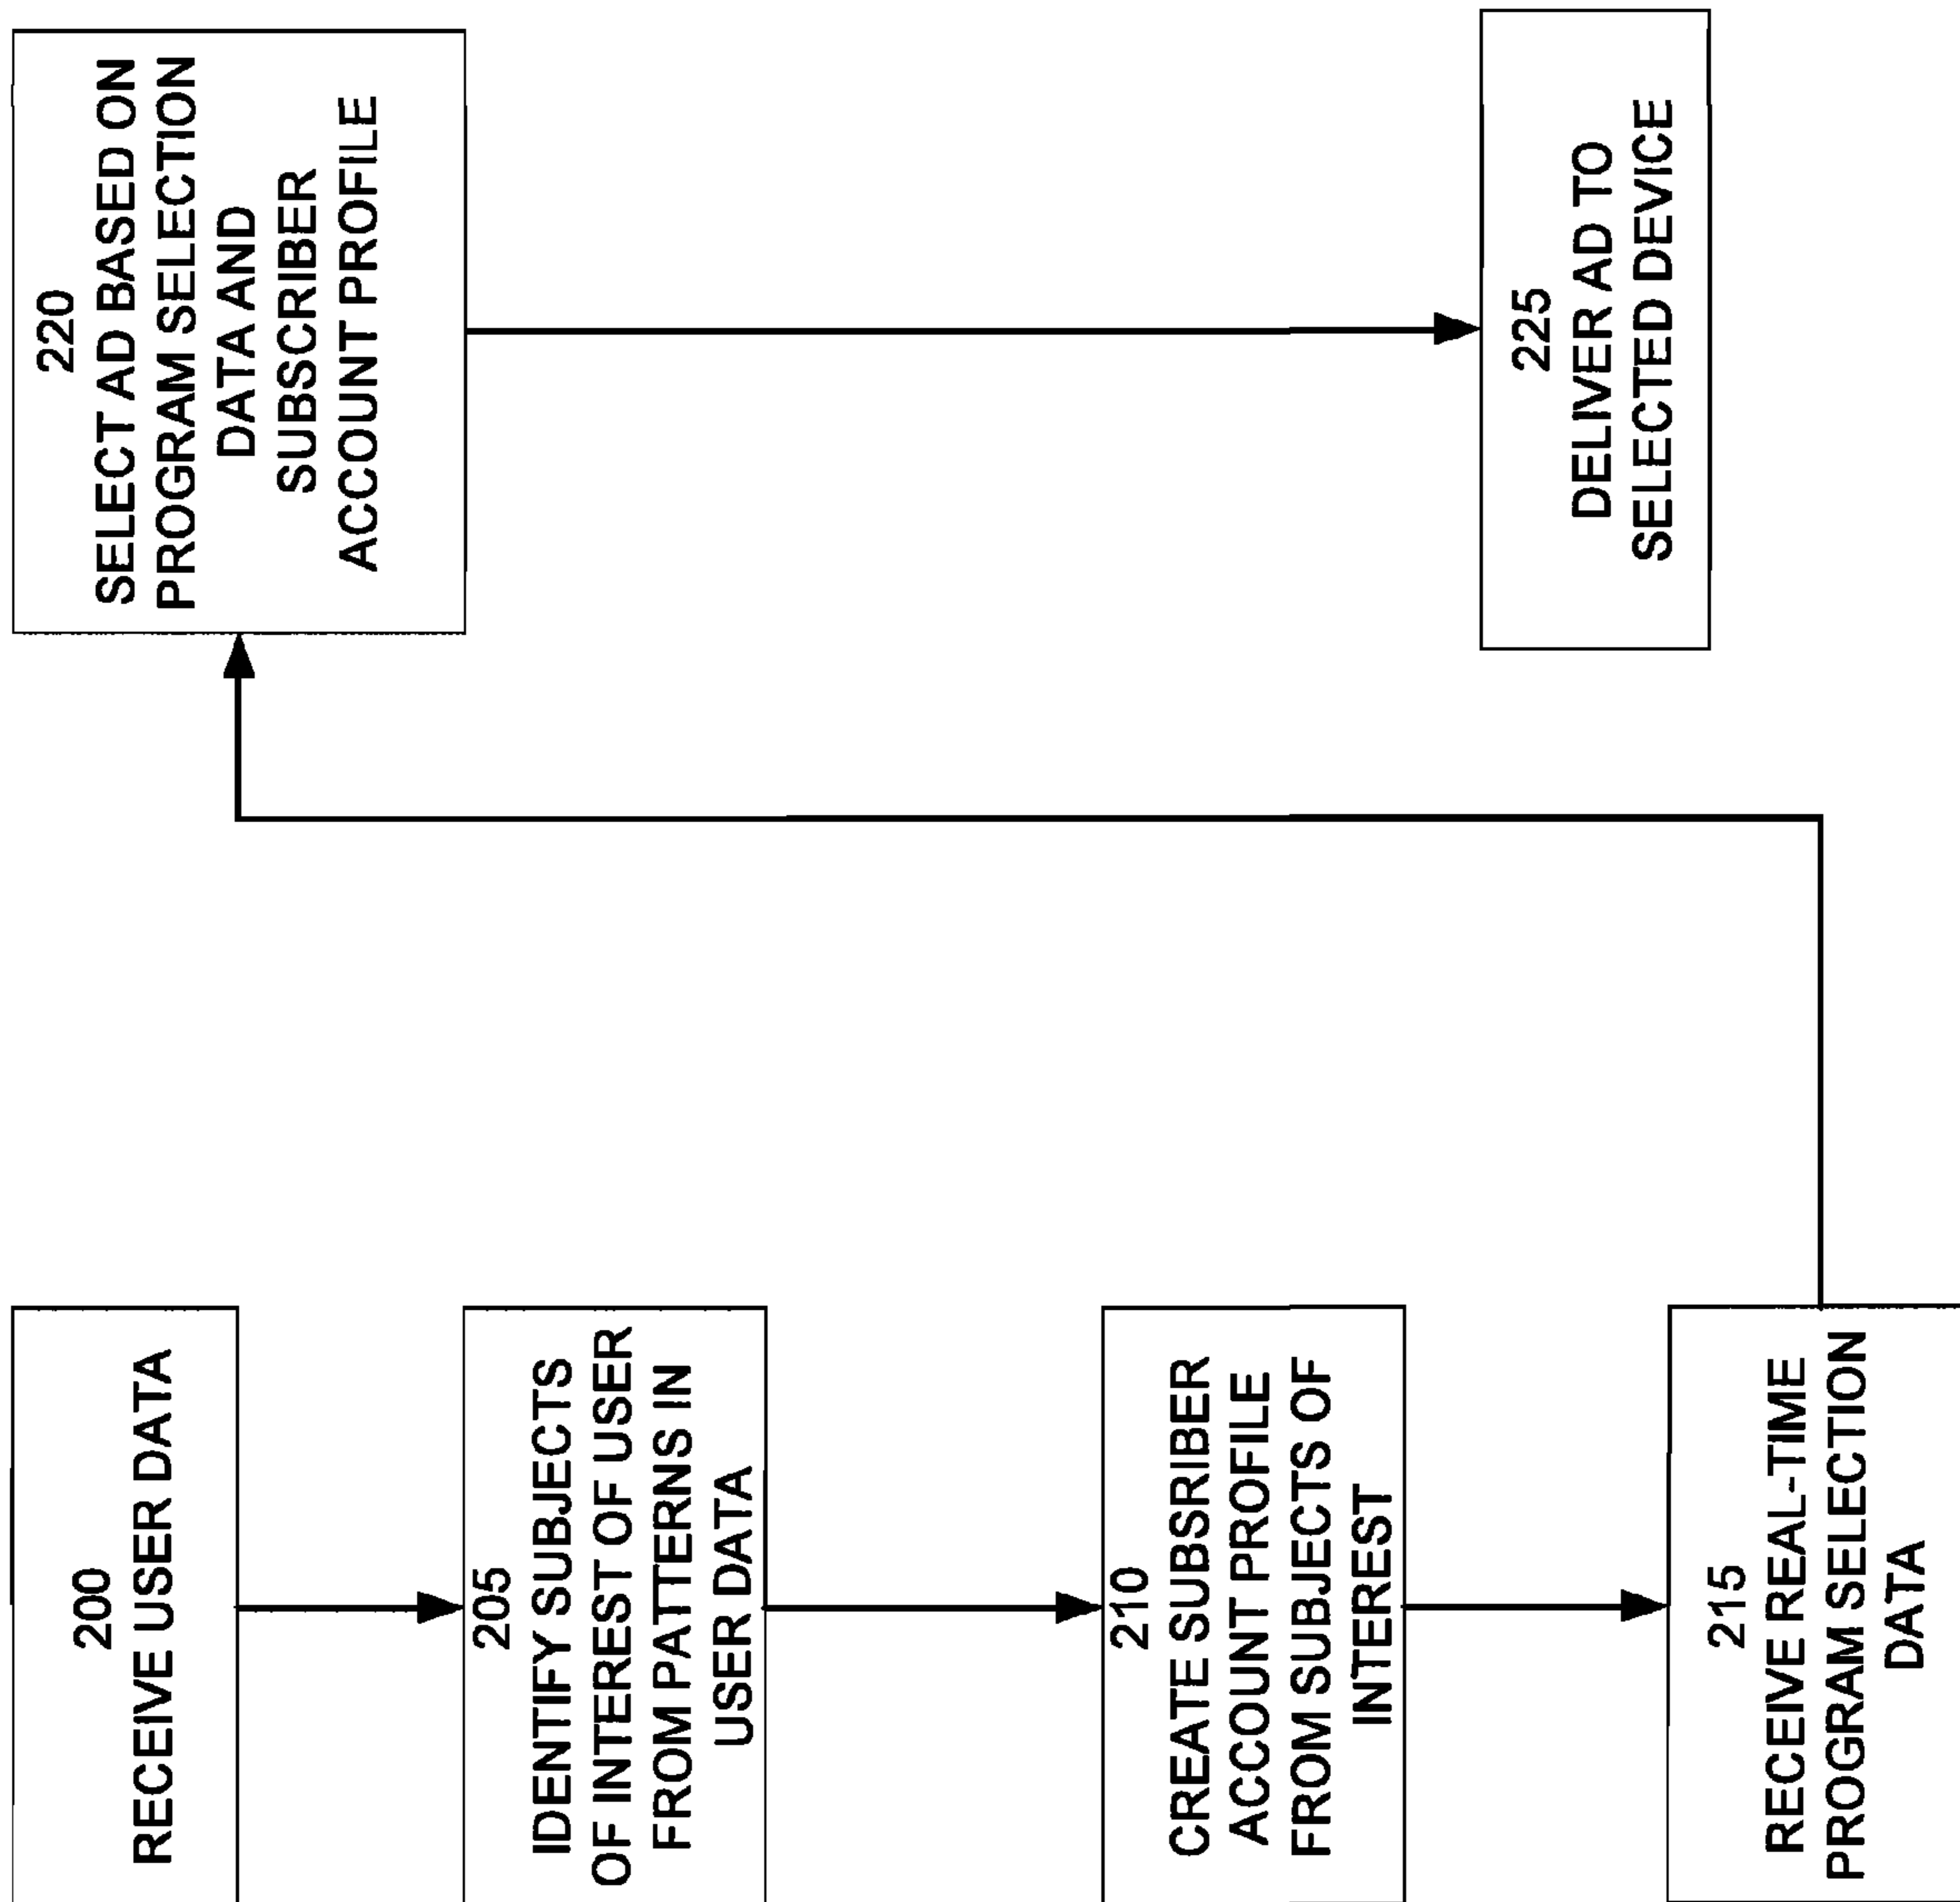 200
RECEIVE USER DATA
205
IDENTIFY SUBJECTS
OF INTEREST OF USER
FROM PATTERNS IN
USER DATA
210
CREATE SUBSRIBER
ACCOUNT PROFILE
FROM SUBJECTS OF
INTEREST
215
RECEIVE REAL-TIME
PROGRAM SELECTION
DATA
220
SELECT AD BASED ON
PROGRAM SELECTION
DATA AND
SUBSCRIBER
ACCOUNT PROFILE
225
DELIVER AD TO
SELECTED DEVICE